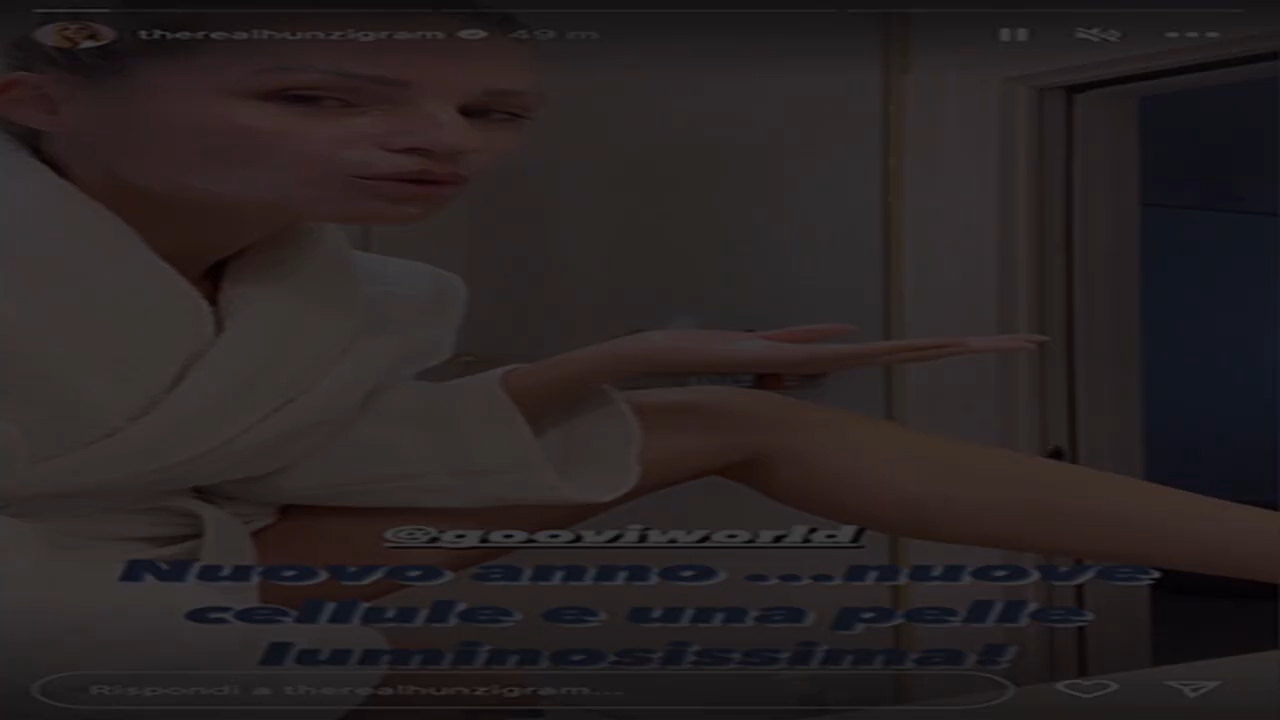 therealhunzigram 49 m
@gooviworld
Nuovo anno ...nuove
cellule e una pelle
luminosissima!
Rispondi a therealhunzigram...